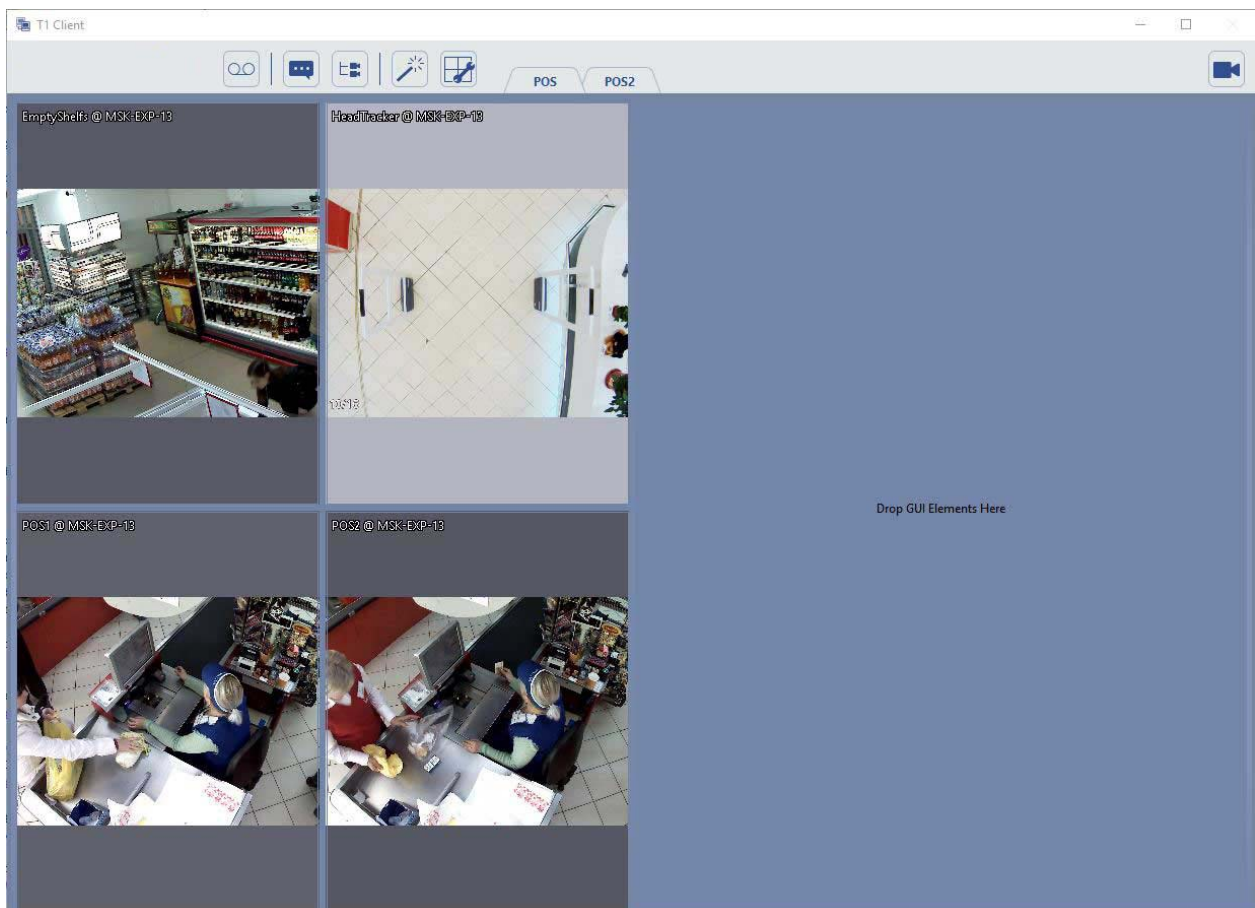 T1 Client
POS
POS2
EmptyShelfs @ MSK-EXP-13
HeadTracker @ MSK-EXP-13
Drop GUI Elements Here
POS1 @ MSK-EXP-13
POS2 @ MSK-EXP-13